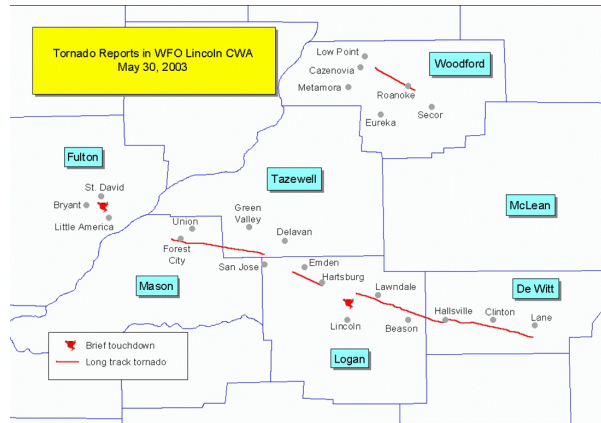 Tornado Reports in WFO Lincoln CWA
May 30, 2003
Low Point
Cazenovia
Metamora
Woodford
Roanoke
Secor
Eureka
Fulton
St. David
Bryant
Little America
Tazewell
McLean
Green
Valley
Delavan
Union
Forest
City
San Jose
Emden
Hartsburg
Mason
Lawndale
De Witt
Hallsville
Clinton
Lane
Lincoln
Beason
Logan
Brief touchdown
Long track tornado